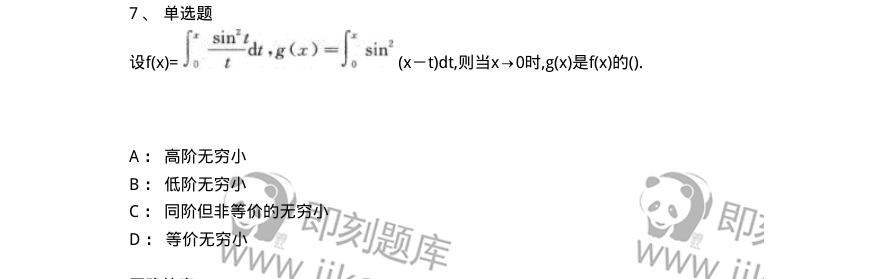 7 、 单选题
设f(x)= ∫₀ˣ sin²t/t dt,g(x)=∫₀ˣ sin² (x－t)dt,则当x→0时,g(x)是f(x)的().
A： 高阶无穷小
B： 低阶无穷小
C： 同阶但非等价的无穷小
D： 等价无穷小
即刻题库
即刻
www.jjk
www.j